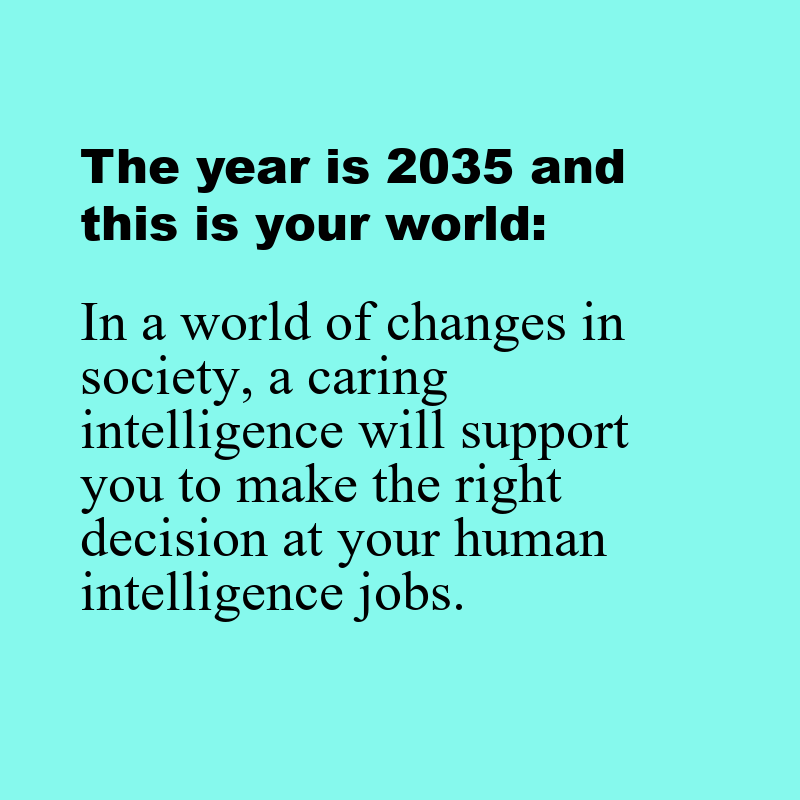 The year is 2035 and
this is your world:
In a world of changes in
society, a caring
intelligence will support
you to make the right
decision at your human
intelligence jobs.